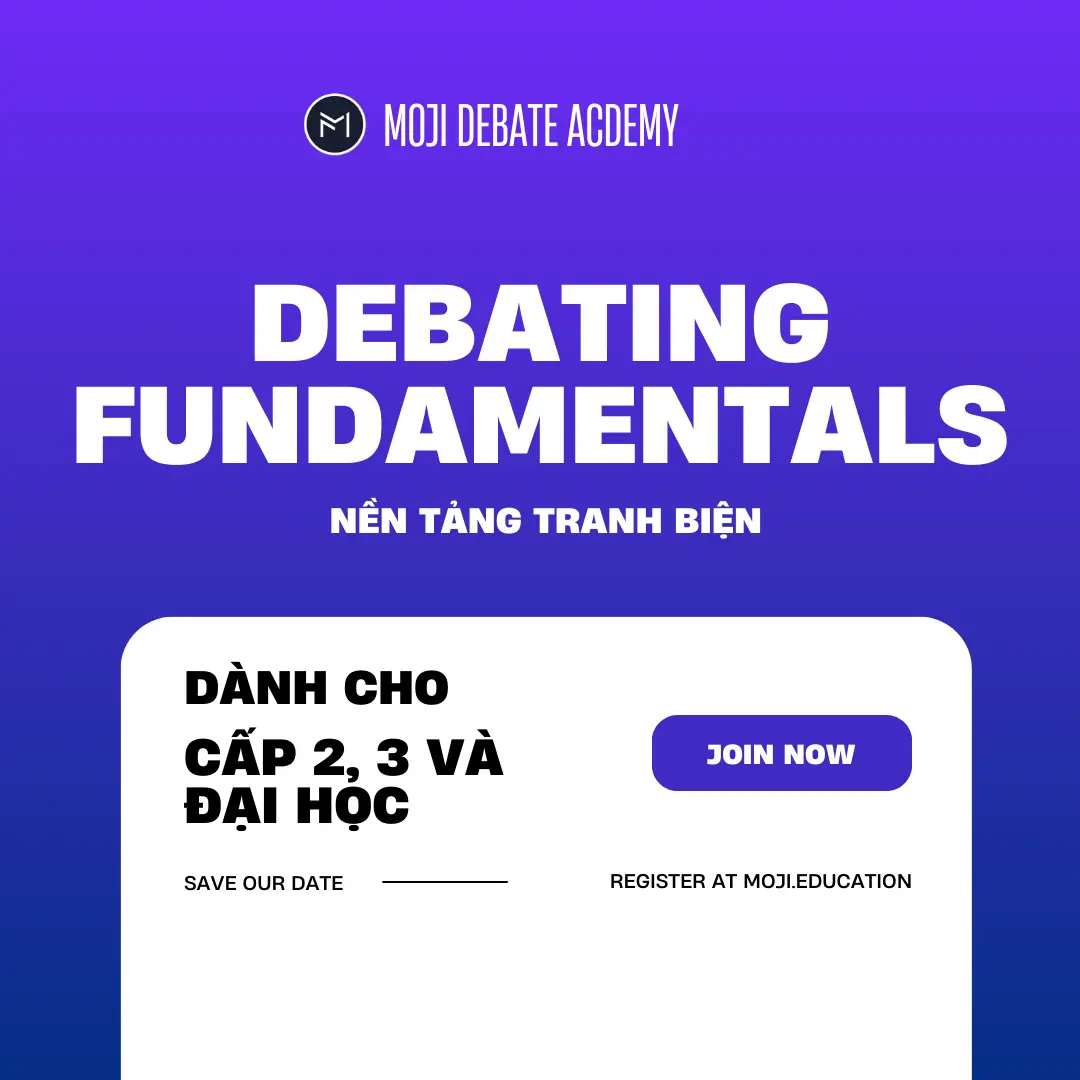 MOJI DEBATE ACDEMY
DEBATING
FUNDAMENTALS
NỀN TẢNG TRANH BIỆN
DÀNH CHO
CẤP 2, 3 VÀ
ĐẠI HỌC
JOIN NOW
SAVE OUR DATE
REGISTER AT MOJI.EDUCATION